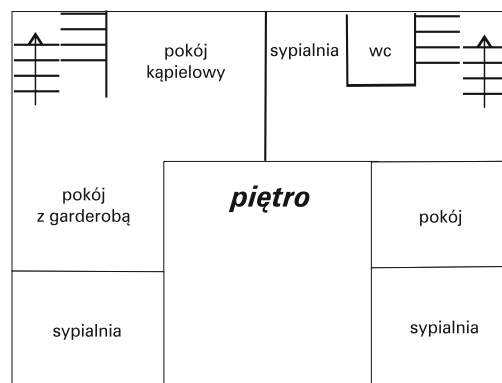 pokój
kąpielowy
sypialnia
wc
pokój
z garderobą
piętro
pokój
sypialnia
sypialnia